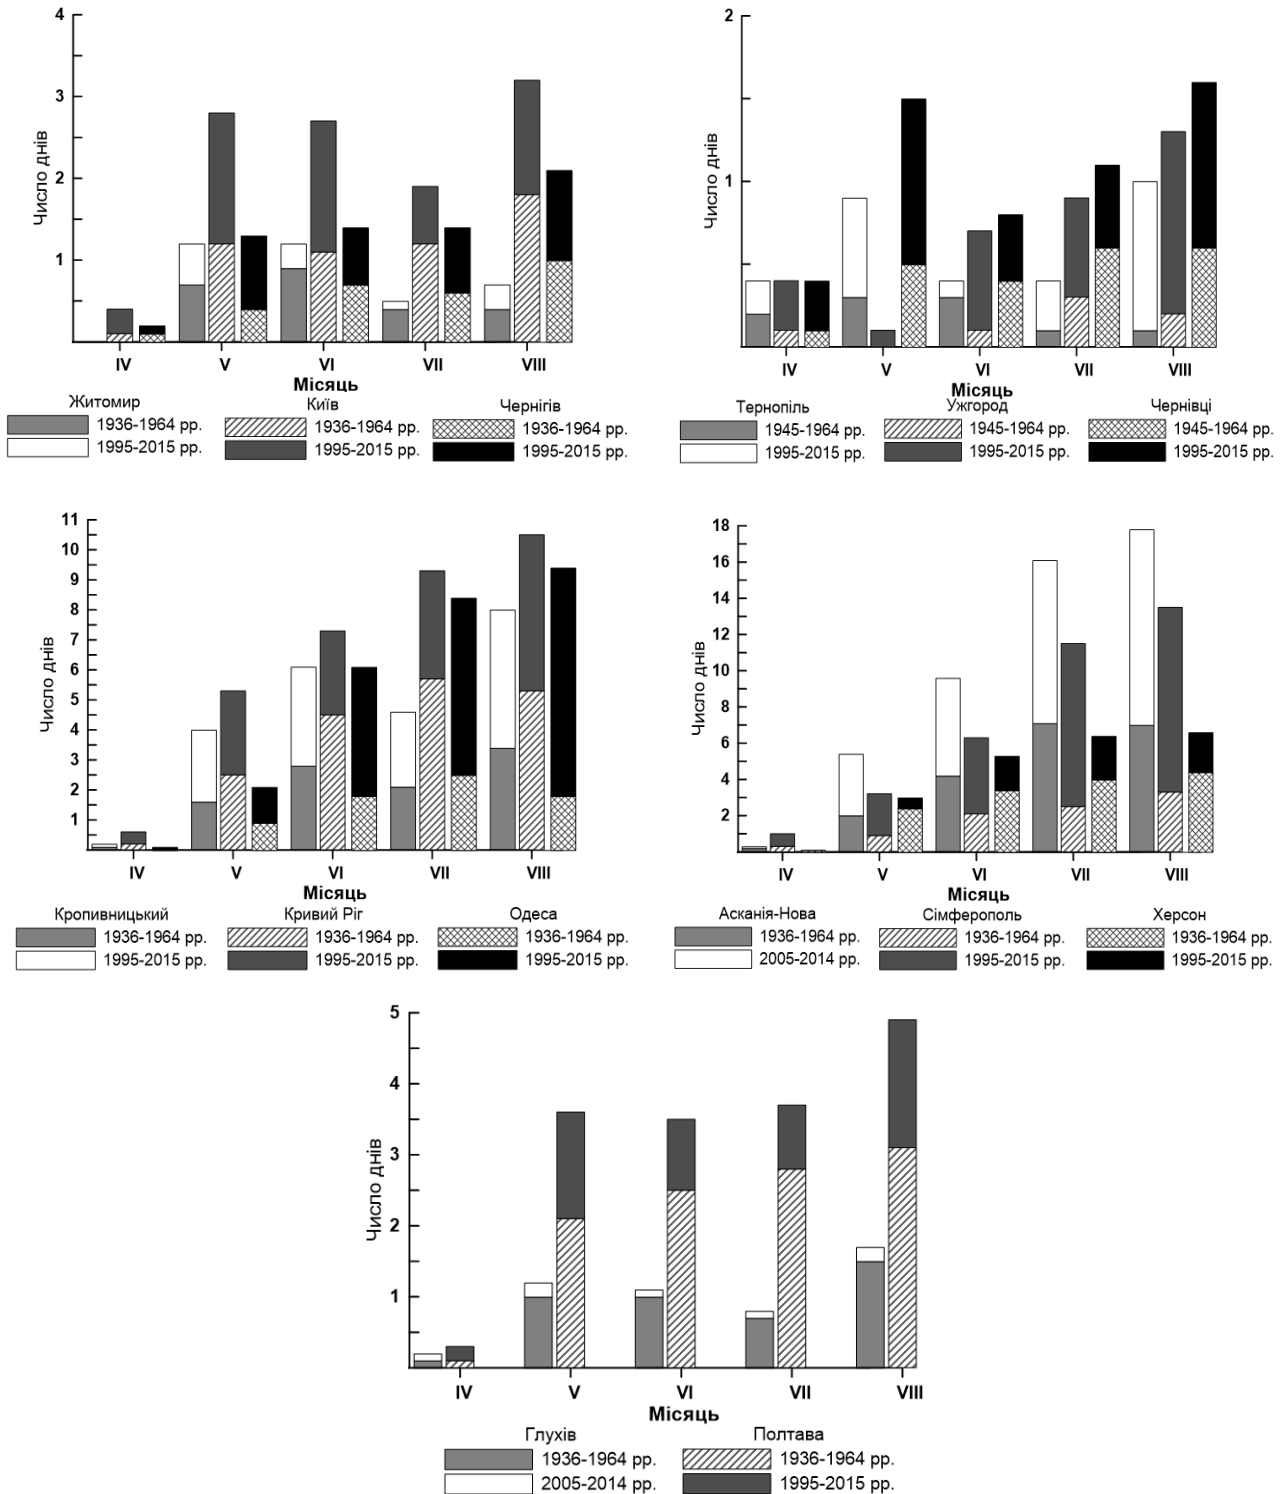 4
3
2
1
Число днів
IV V VI VII VIII
Місяць
Житомир Київ Чернігів
1936-1964 рр. 1936-1964 рр. 1936-1964 рр.
1995-2015 рр. 1995-2015 рр. 1995-2015 рр.
2
1
Число днів
IV V VI VII VIII
Місяць
Тернопіль Ужгород Чернівці
1945-1964 рр. 1945-1964 рр. 1945-1964 рр.
1995-2015 рр. 1995-2015 рр. 1995-2015 рр.
11
10
9
8
7
6
5
4
3
2
1
Число днів
IV V VI VII VIII
Місяць
Кропивницький Кривий Ріг Одеса
1936-1964 рр. 1936-1964 рр. 1936-1964 рр.
1995-2015 рр. 1995-2015 рр. 1995-2015 рр.
18
16
14
12
10
8
6
4
2
Число днів
IV V VI VII VIII
Місяць
Асканія-Нова Сімферополь Херсон
1936-1964 рр. 1936-1964 рр. 1936-1964 рр.
2005-2014 рр. 1995-2015 рр. 1995-2015 рр.
5
4
3
2
1
Число днів
IV V VI VII VIII
Місяць
Глухів Полтава
1936-1964 рр. 1936-1964 рр.
2005-2014 рр. 1995-2015 рр.